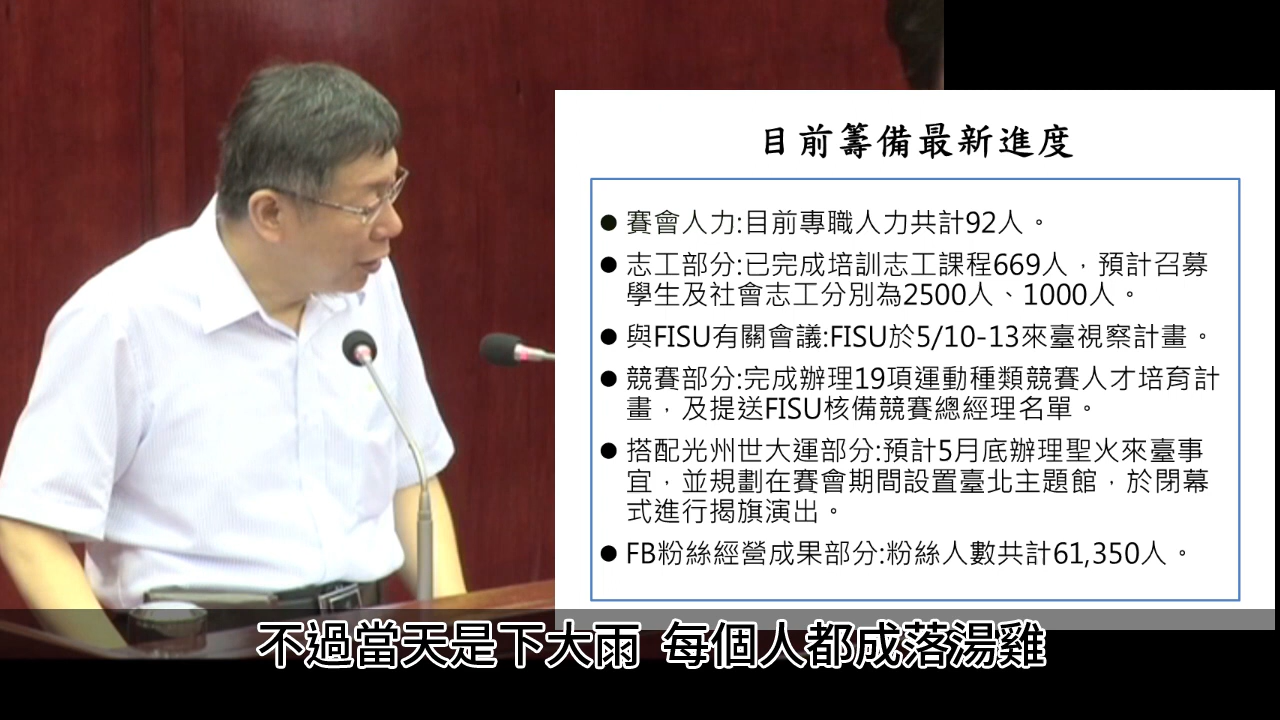 目前籌備最新進度
● 賽會人力:目前專職人力共計92人。
● 志工部分:已完成培訓志工課程669人，預計召募
學生及社會志工分別為2500人、1000人。
● 與FISU有關會議:FISU於5/10-13來臺視察計畫。
● 競賽部分:完成辦理19項運動種類競賽人才培育計
畫，及提送FISU核備競賽總經理名單。
● 搭配光州世大運部分:預計5月底辦理聖火來臺事
宜，並規劃在賽會期間設置臺北主題館，於閉幕
式進行揭旗演出。
● FB粉絲經營成果部分:粉絲人數共計61,350人。
不過當天是下大雨 每個人都成落湯雞